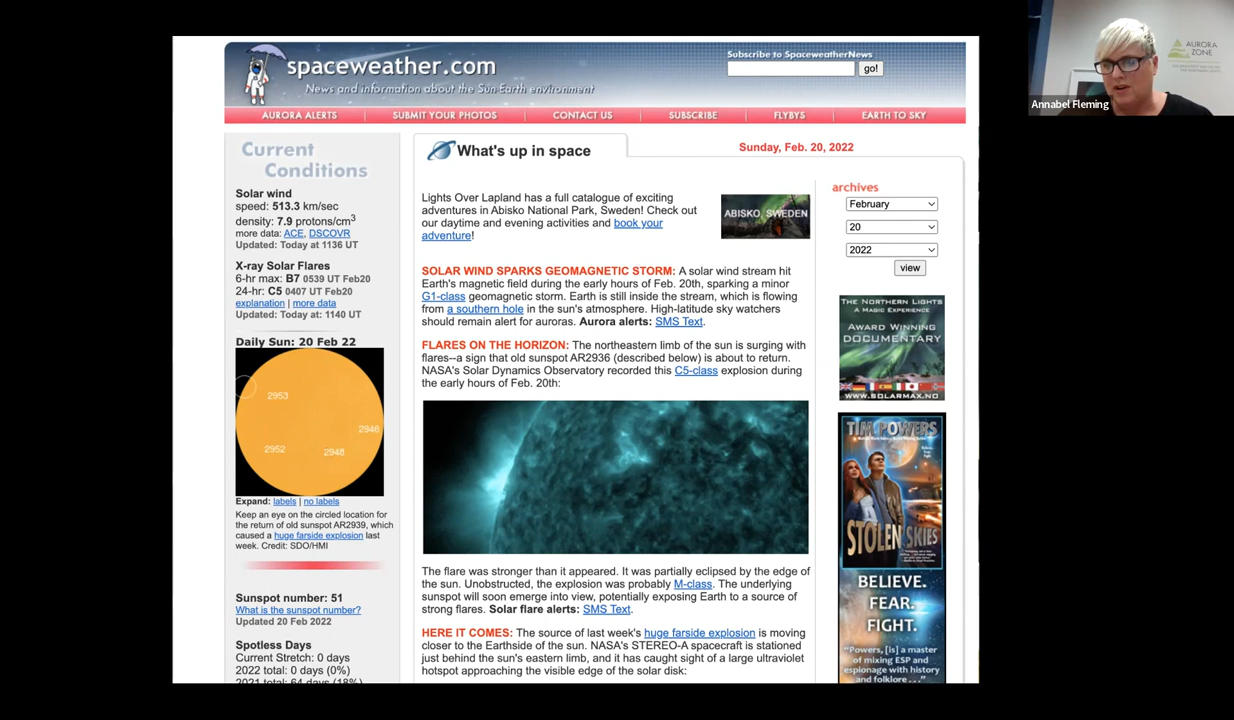 spaceweather.com
News and information about the Sun-Earth environment
Subscribe to SpaceweatherNews
go!
AURORA ALERTS
SUBMIT YOUR PHOTOS
CONTACT US
SUBSCRIBE
FLYBYS
EARTH TO SKY
Current
Conditions
Solar wind
speed: 513.3 km/sec
density: 7.9 protons/cm3
more data: ACE, DSCOVR
Updated: Today at 1136 UT
X-ray Solar Flares
6-hr max: B7 0539 UT Feb20
24-hr: C5 0407 UT Feb20
explanation | more data
Updated: Today at: 1140 UT
Daily Sun: 20 Feb 22
2953
2946
2952
2948
Expand: labels | no labels
Keep an eye on the circled location for
the return of old sunspot AR2939, which
caused a huge farside explosion last
week. Credit: SDO/HMI
Sunspot number: 51
What is the sunspot number?
Updated 20 Feb 2022
Spotless Days
Current Stretch: 0 days
2022 total: 0 days (0%)
2021 total: 64 days (18%)
What's up in space
Sunday, Feb. 20, 2022
Lights Over Lapland has a full catalogue of exciting
adventures in Abisko National Park, Sweden! Check out
our daytime and evening activities and book your
adventure!
ABISKO, SWEDEN
SOLAR WIND SPARKS GEOMAGNETIC STORM: A solar wind stream hit
Earth's magnetic field during the early hours of Feb. 20th, sparking a minor
G1-class geomagnetic storm. Earth is still inside the stream, which is flowing
from a southern hole in the sun's atmosphere. High-latitude sky watchers
should remain alert for auroras. Aurora alerts: SMS Text.
FLARES ON THE HORIZON: The northeastern limb of the sun is surging with
flares--a sign that old sunspot AR2936 (described below) is about to return.
NASA's Solar Dynamics Observatory recorded this C5-class explosion during
the early hours of Feb. 20th:
The flare was stronger than it appeared. It was partially eclipsed by the edge of
the sun. Unobstructed, the explosion was probably M-class. The underlying
sunspot will soon emerge into view, potentially exposing Earth to a source of
strong flares. Solar flare alerts: SMS Text.
HERE IT COMES: The source of last week's huge farside explosion is moving
closer to the Earthside of the sun. NASA's STEREO-A spacecraft is stationed
just behind the sun's eastern limb, and it has caught sight of a large ultraviolet
hotspot approaching the visible edge of the solar disk:
archives
February
20
2022
view
THE NORTHERN LIGHTS
A MAGIC EXPERIENCE
AWARD WINNING
DOCUMENTARY
WWW.SOLARMAX.NO
TIM POWERS
STOLEN SKIES
BELIEVE.
FEAR.
FIGHT.
"Powers, [is] a master
of mixing ESP and
espionage with history
and folklore ..."
AURORA
ZONE
Annabel Fleming